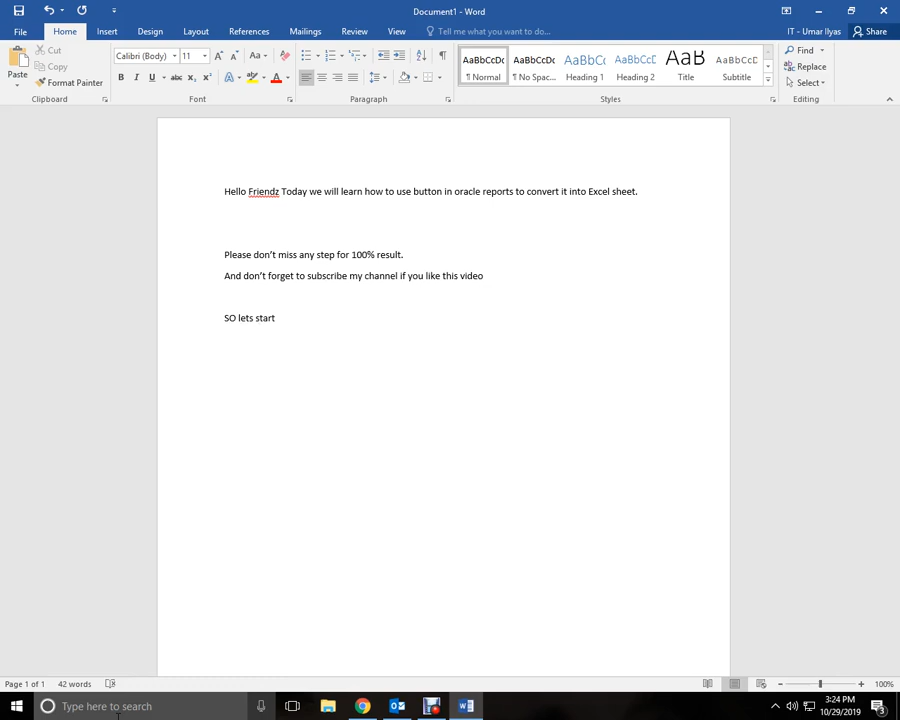 Document1 - Word
File Home Insert Design Layout References Mailings Review View Tell me what you want to do... IT - Umar Ilyas Share
Paste Cut Copy Format Painter
Calibri (Body) 11 Aa
B I U abc x₂ x² A
AaBbCcDc AaBbCcDc AaBbCc AaBbCcD AaB AaBbCcD
¶ Normal ¶ No Spac... Heading 1 Heading 2 Title Subtitle
Find Replace Select
Clipboard Font Paragraph Styles Editing
Hello Friendz Today we will learn how to use button in oracle reports to convert it into Excel sheet.
Please don't miss any step for 100% result.
And don't forget to subscribe my channel if you like this video
SO lets start
Page 1 of 1 42 words 100%
Type here to search
3:24 PM
10/29/2019
3